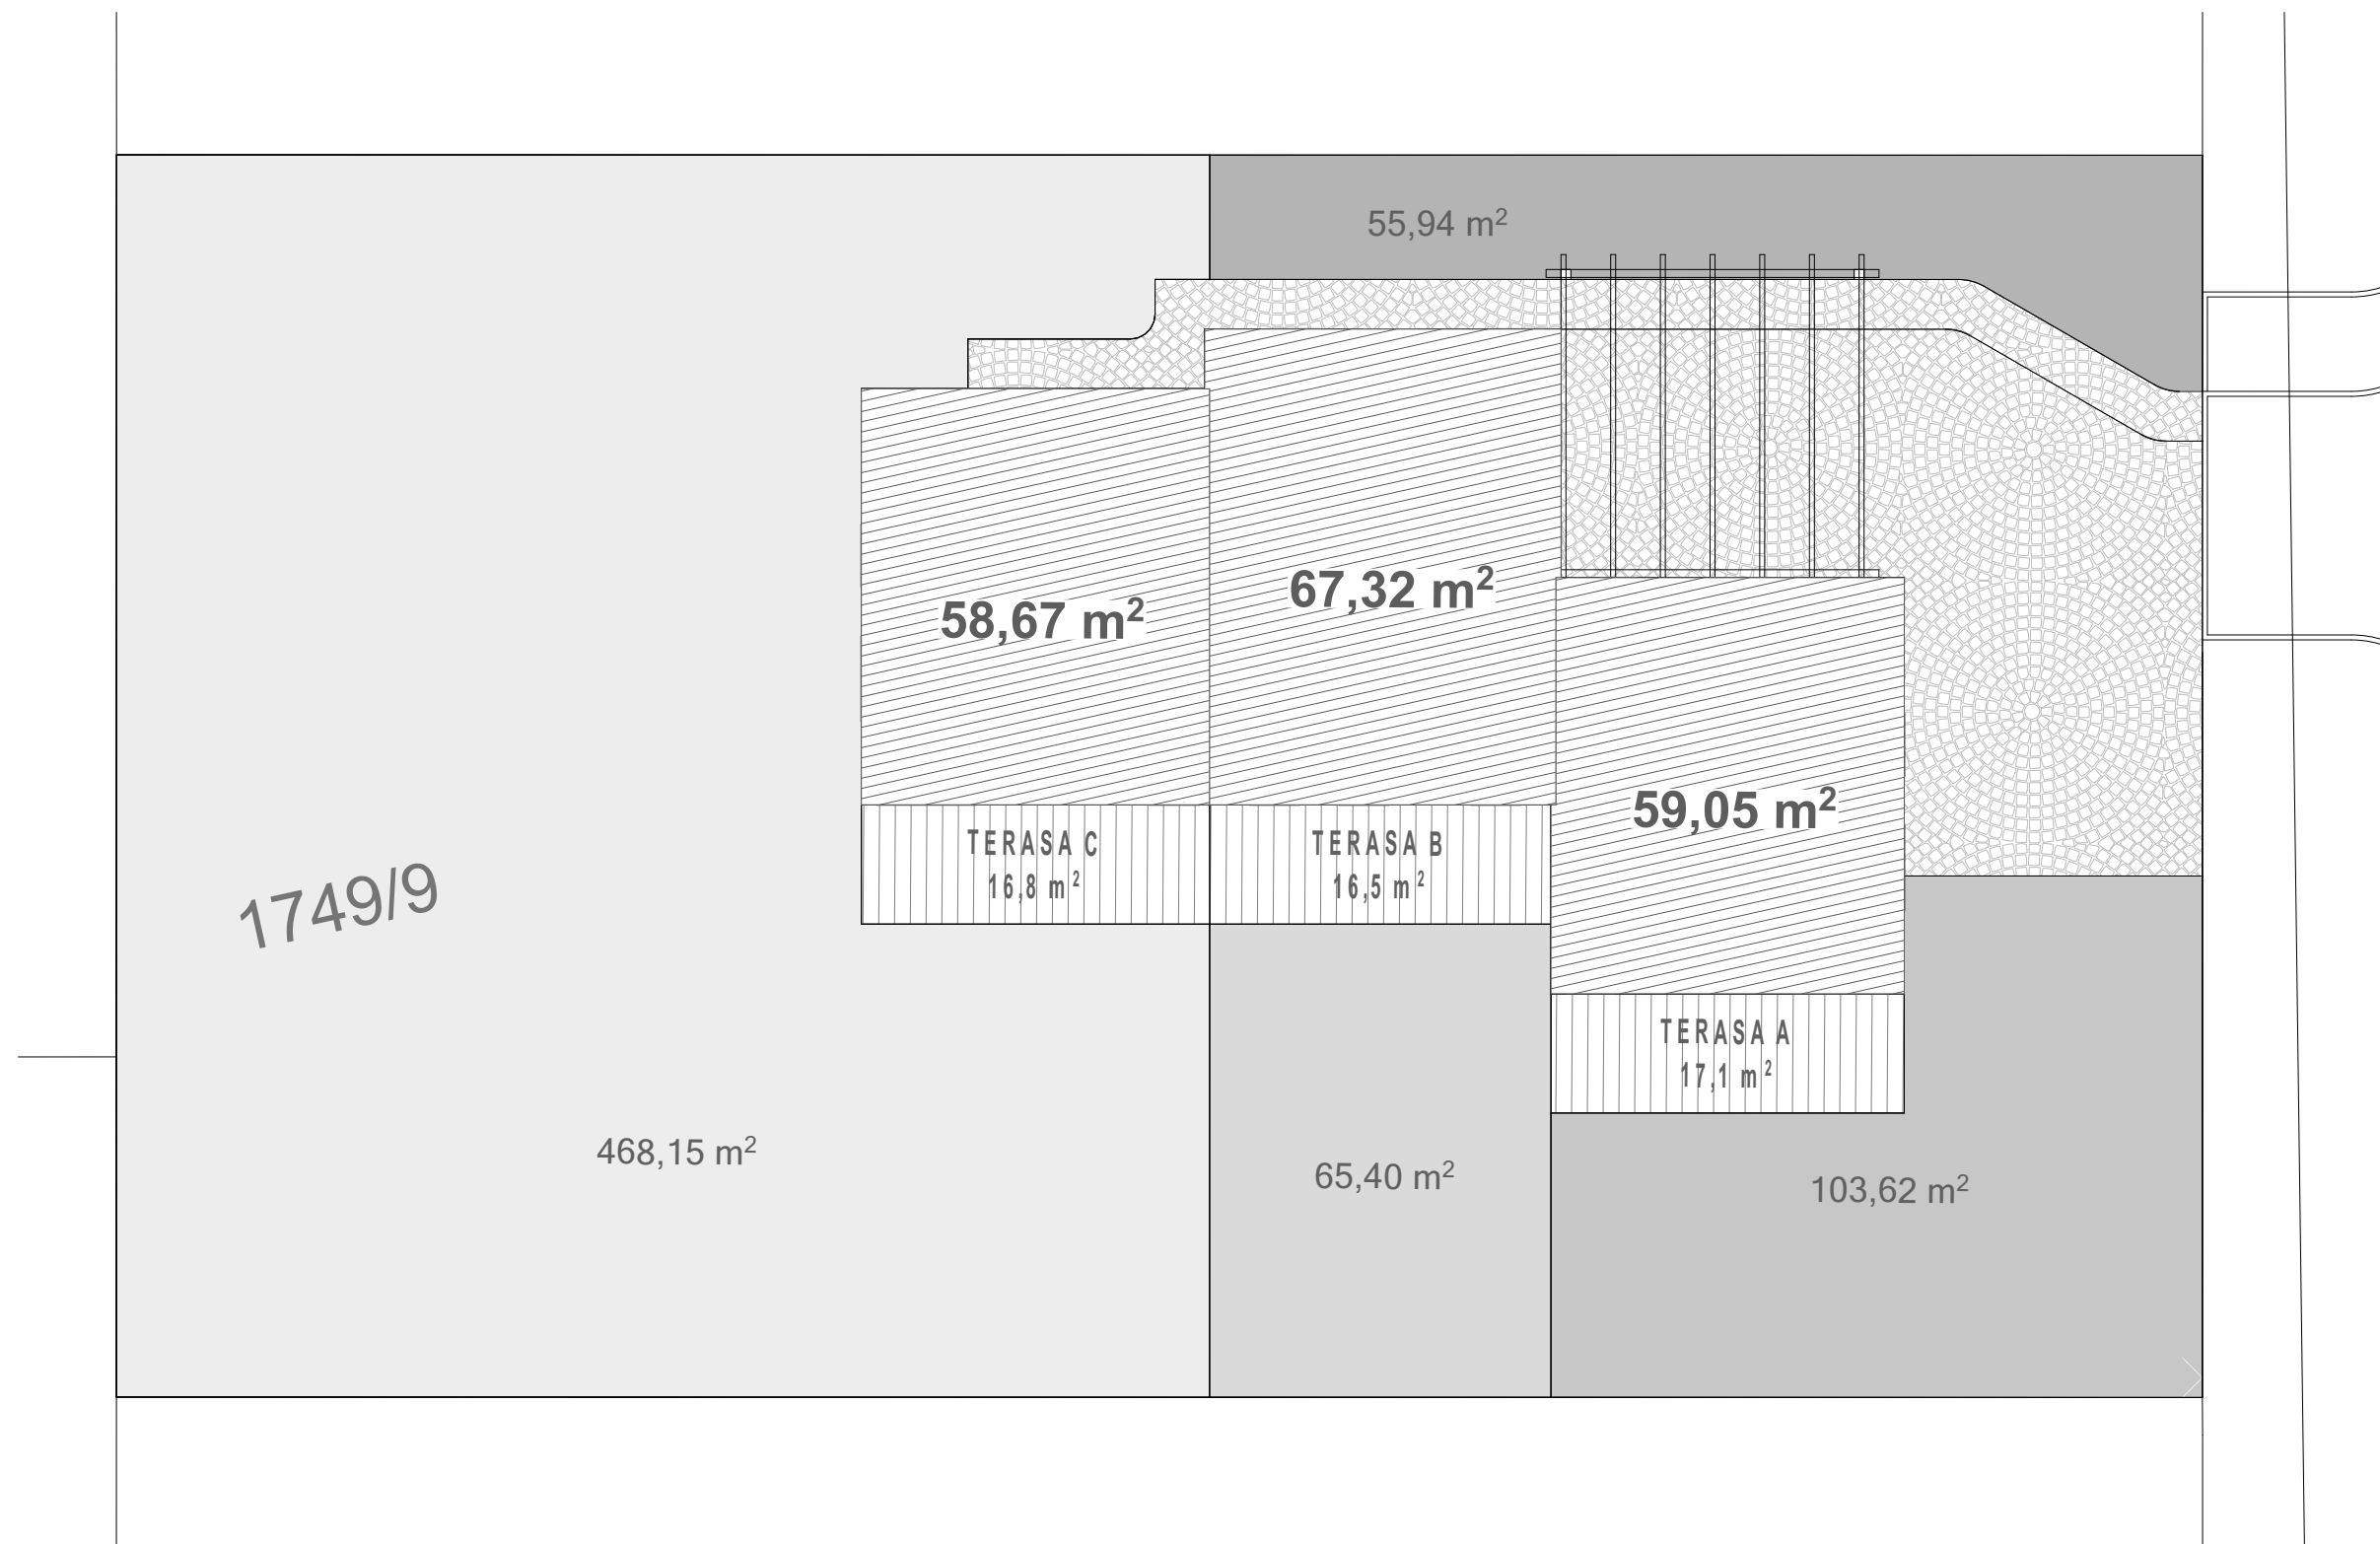 55,94 m²
67,32 m²
58,67 m²
59,05 m²
TERASA C
16,8 m²
TERASA B
16,5 m²
1749/9
TERASA A
17,1 m²
468,15 m²
65,40 m²
103,62 m²